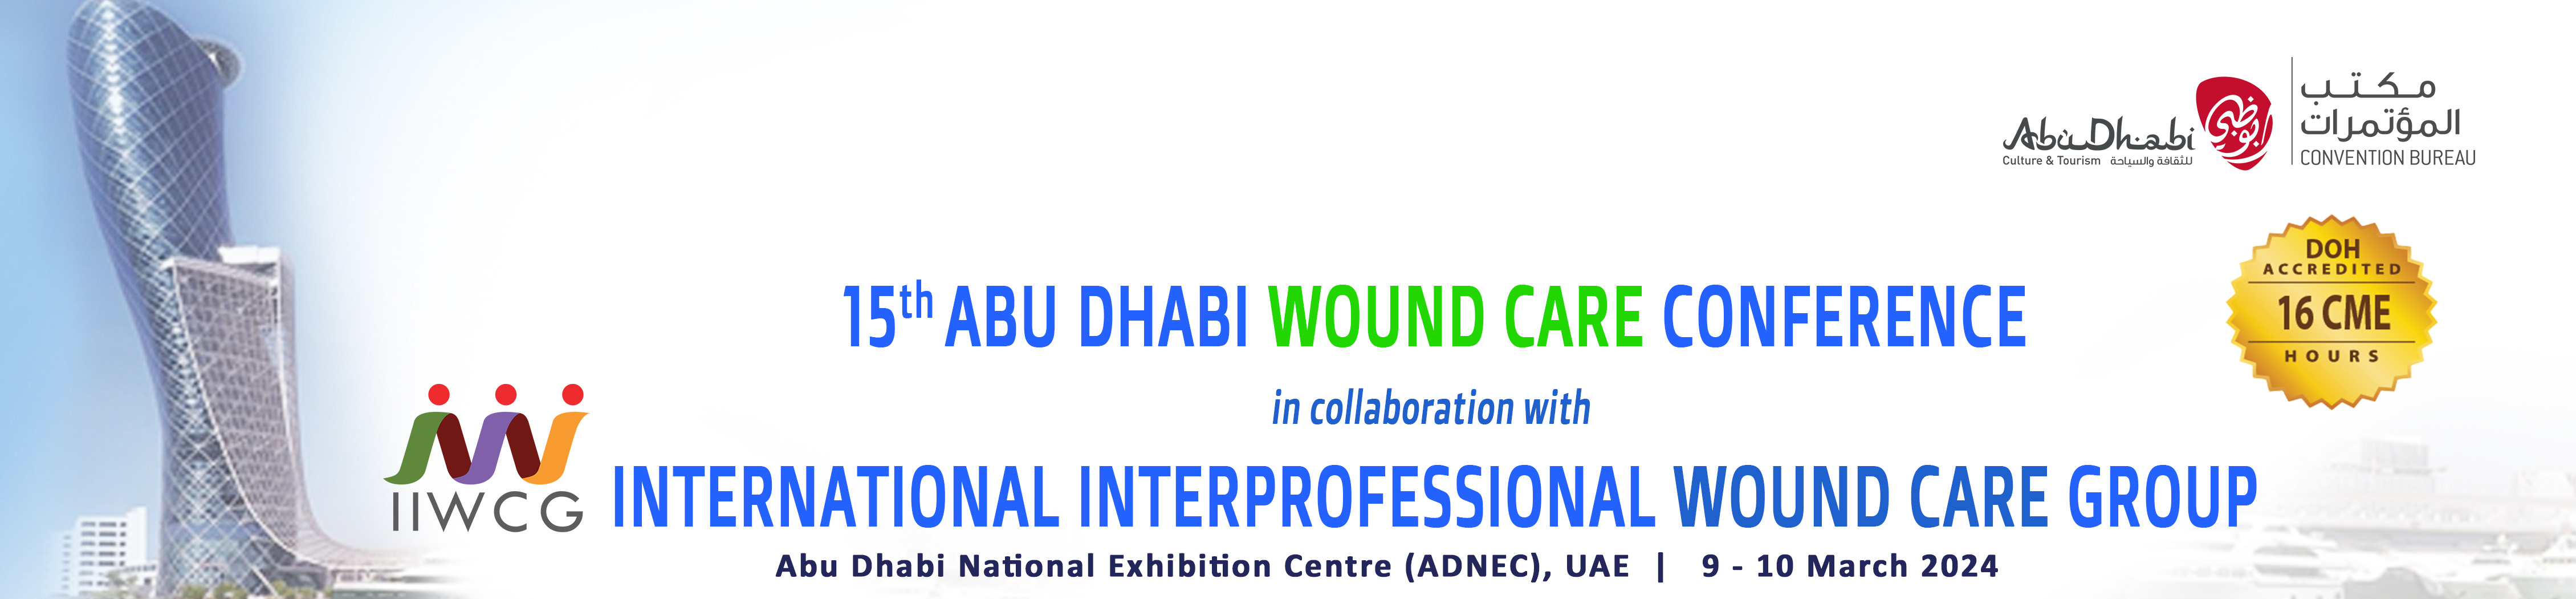 مكتب
المؤتمرات
CONVENTION BUREAU
Abu Dhabi أبوظبي
Culture & Tourism للثقافة والسياحة
DOH
ACCREDITED
16 CME
HOURS
15th ABU DHABI WOUND CARE CONFERENCE
in collaboration with
IIWCG
INTERNATIONAL INTERPROFESSIONAL WOUND CARE GROUP
Abu Dhabi National Exhibition Centre (ADNEC), UAE | 9 - 10 March 2024